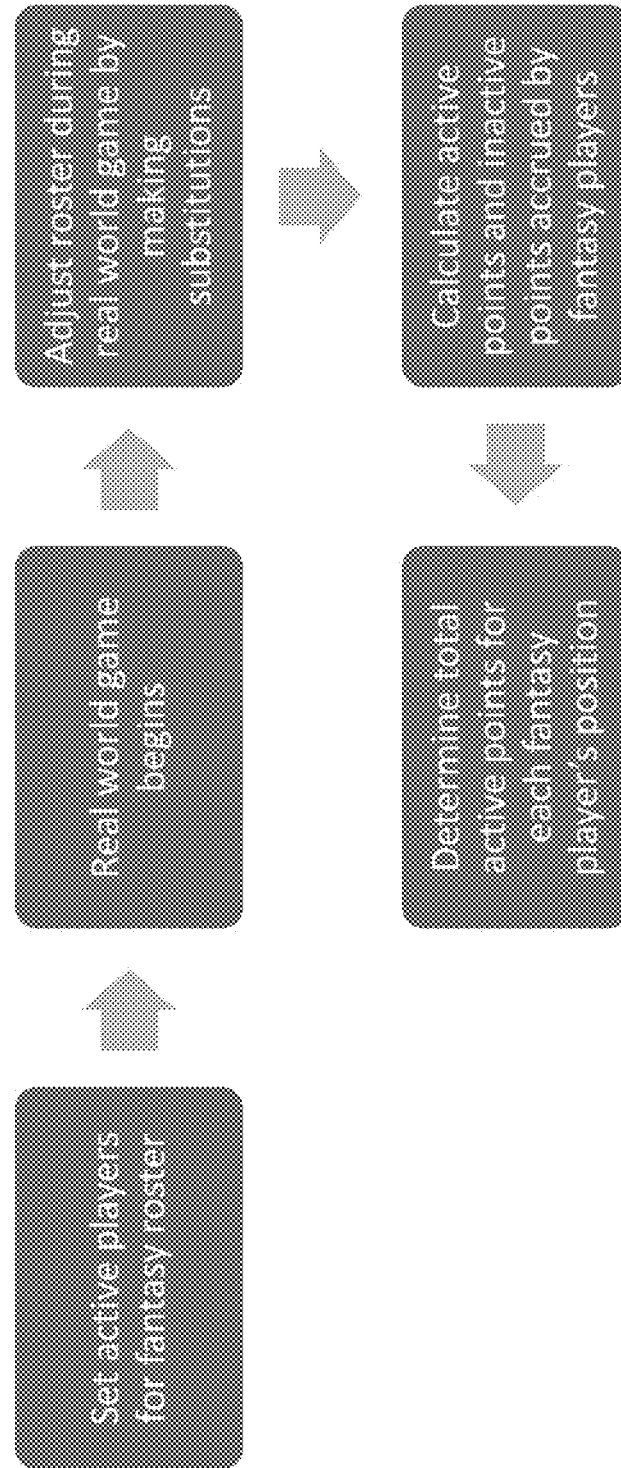 Set active players
for fantasy roster
Real world game
begins
Adjust roster during
real world game by
making
substitutions
Calculate active
points and inactive
points accrued by
fantasy players
Determine total
active points for
each fantasy
player's position